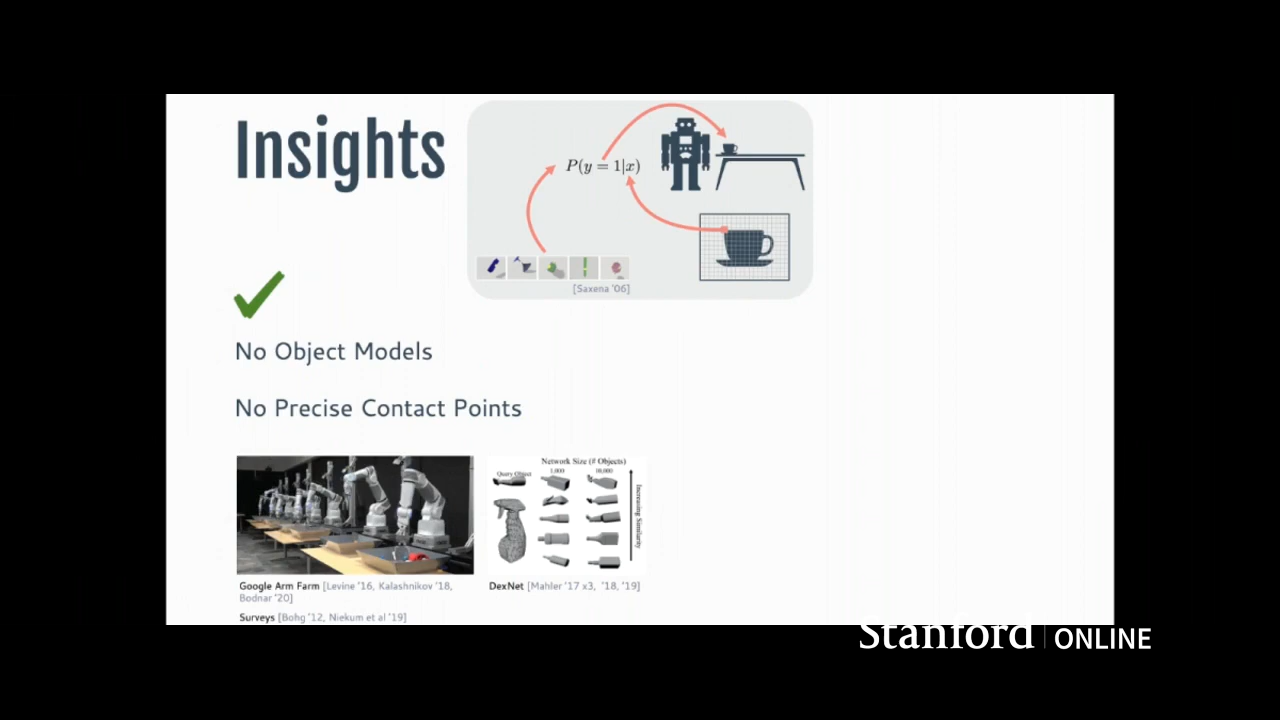 Insights
P(y = 1|x)
[Saxena '06]
No Object Models
No Precise Contact Points
Network Size (# Objects)
Query Object
1,000
10,000
Increasing Similarity
Google Arm Farm [Levine '16, Kalashnikov '18,
Bodnar '20]
DexNet [Mahler '17 x3, '18, '19]
Surveys [Bohg '12, Niekum et al '19]
Stanford ONLINE